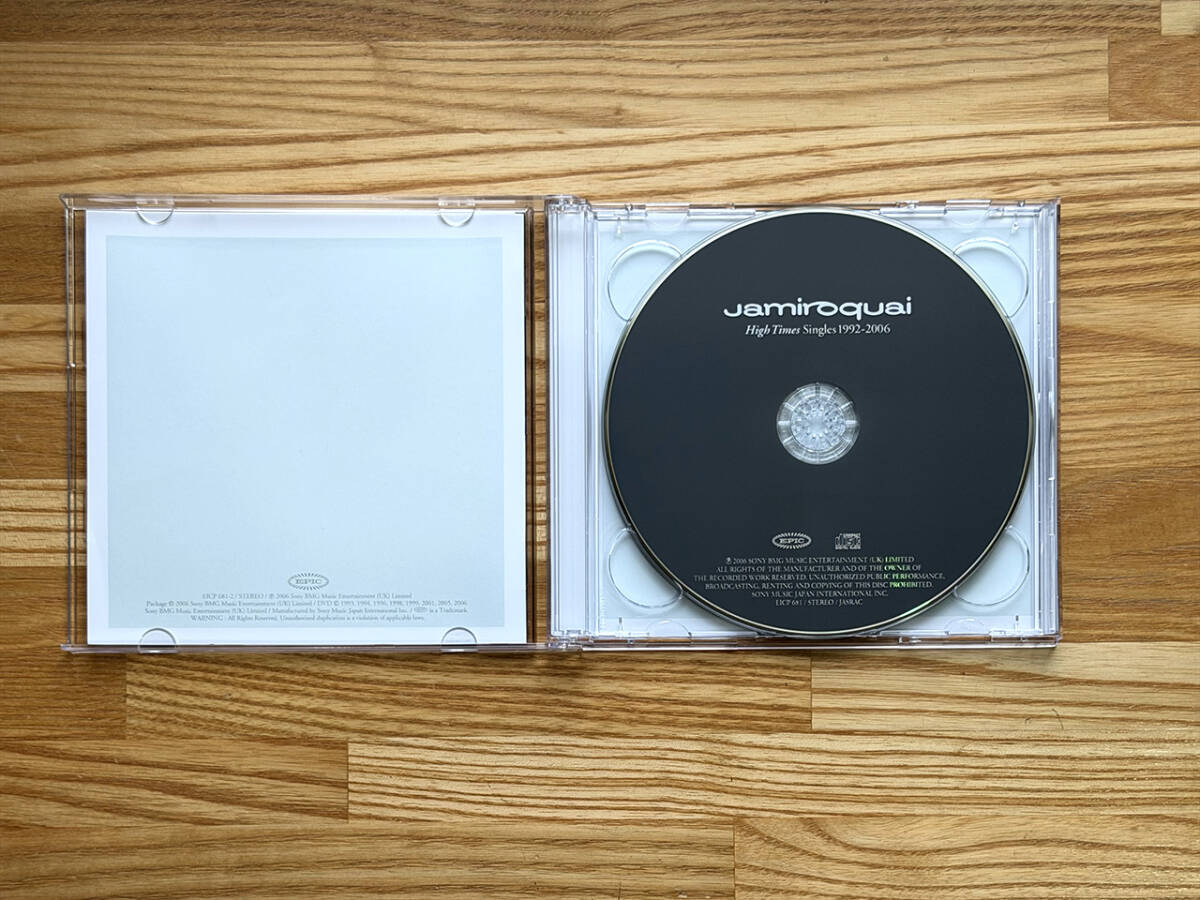 EPIC
EICP 681-2 / STEREO / ℗ 2006 Sony BMG Music Entertainment (UK) Limited
Package © 2006 Sony BMG Music Entertainment (UK) Limited / DVD © 1993, 1994, 1996, 1998, 1999, 2001, 2005, 2006
Sony BMG Music Entertainment (UK) Limited / Manufactured by Sony Music Japan International Inc. / is a Trademark
WARNING : All Rights Reserved. Unauthorized duplication is a violation of applicable laws.
Jamiroquai
High Times Singles 1992-2006
EPIC
℗ 2006 SONY BMG MUSIC ENTERTAINMENT (UK) LIMITED
ALL RIGHTS OF THE MANUFACTURER AND OF THE OWNER OF
THE RECORDED WORK RESERVED. UNAUTHORIZED PUBLIC PERFORMANCE,
BROADCASTING, RENTING AND COPYING OF THIS DISC PROHIBITED.
SONY MUSIC JAPAN INTERNATIONAL INC.
EICP 681 / STEREO / JASRAC